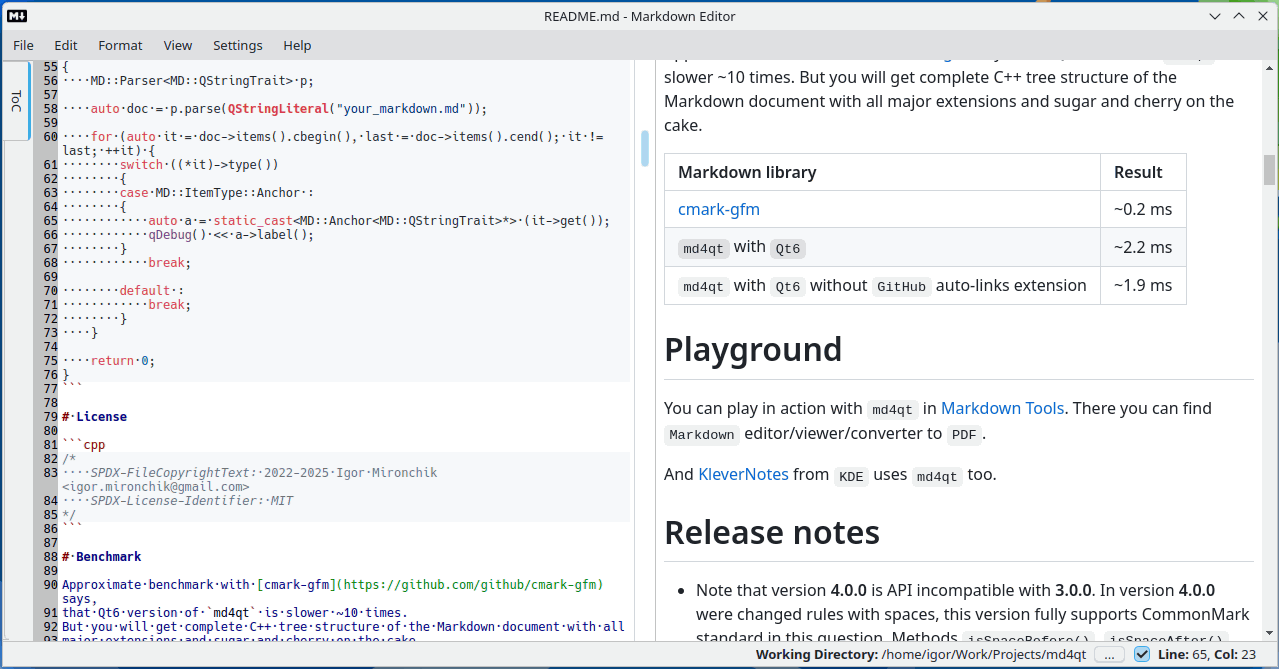 README.md - Markdown Editor
File Edit Format View Settings Help
ToC
55 {
56 ····MD::Parser<MD::QStringTrait>·p;
57
58 ····auto·doc·=·p.parse(QStringLiteral("your_markdown.md"));
59
60 ····for·(auto·it·=·doc->items().cbegin(),·last·=·doc->items().cend();·it·!=·
last;·++it)·{
61 ········switch·((*it)->type())
62 ········{
63 ········case·MD::ItemType::Anchor·:
64 ········{
65 ············auto·a·=·static_cast<MD::Anchor<MD::QStringTrait>*>·(it->get());
66 ············qDebug()·<<·a->label();
67 ········}
68 ············break;
69
70 ········default·:
71 ············break;
72 ········}
73 ····}
74
75 ····return·0;
76 }
77 ```
78
79 #·License
80
81 ```cpp
82 /*
83 ····SPDX-FileCopyrightText:·2022-2025·Igor·Mironchik·
<igor.mironchik@gmail.com>
84 ····SPDX-License-Identifier:·MIT
85 */
86 ```
87
88 #·Benchmark
89
90 Approximate·benchmark·with·[cmark-gfm](https://github.com/github/cmark-gfm)·
says,
91 that·Qt6·version·of·`md4qt`·is·slower·~10·times.
92 But·you·will·get·complete·C++·tree·structure·of·the·Markdown·document·with·all
93 major·extensions·and·sugar·and·cherry·on·the·cake.
slower ~10 times. But you will get complete C++ tree structure of the
Markdown document with all major extensions and sugar and cherry on the
cake.
Markdown library Result
cmark-gfm ~0.2 ms
md4qt with Qt6 ~2.2 ms
md4qt with Qt6 without GitHub auto-links extension ~1.9 ms
Playground
You can play in action with md4qt in Markdown Tools. There you can find
Markdown editor/viewer/converter to PDF.
And KleverNotes from KDE uses md4qt too.
Release notes
• Note that version 4.0.0 is API incompatible with 3.0.0. In version 4.0.0
were changed rules with spaces, this version fully supports CommonMark
standard in this question. Methods isSpaceBefore(), isSpaceAfter()
Working Directory: /home/igor/Work/Projects/md4qt ... Line: 65, Col: 23